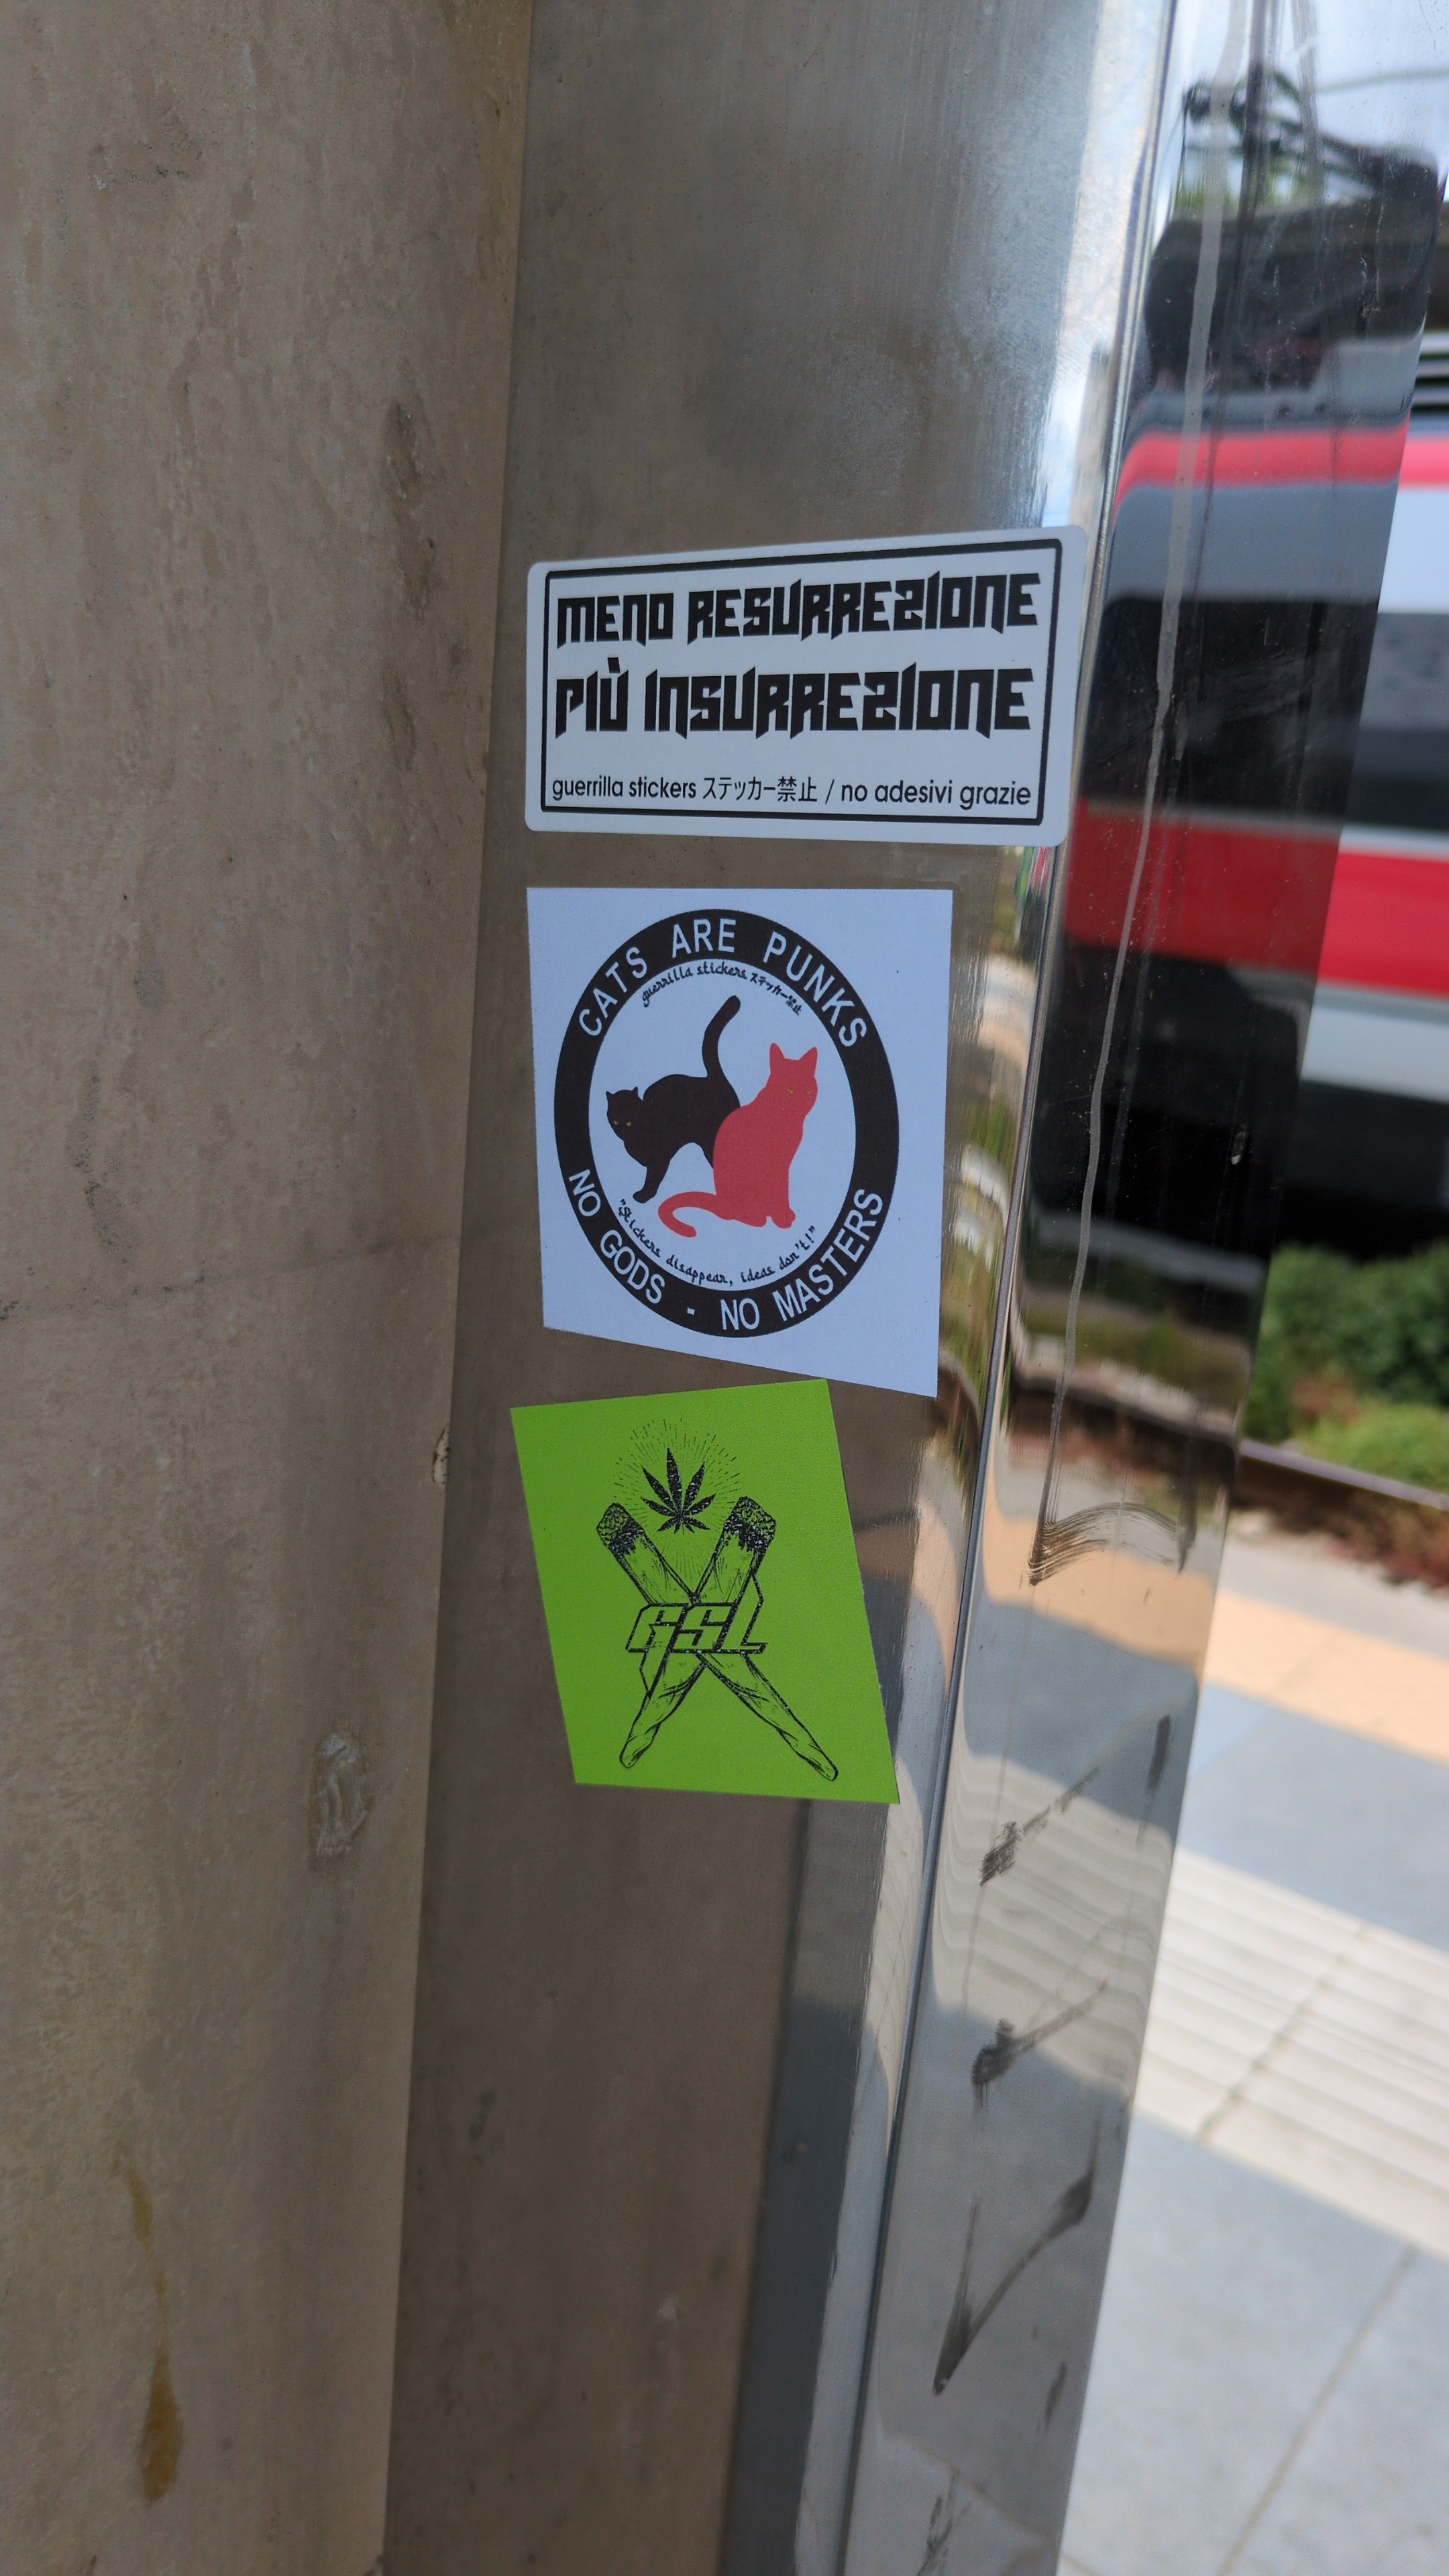 MENO RESURREZIONE
PIÙ INSURREZIONE
guerrilla stickers ステッカー禁止 / no adesivi grazie
CATS ARE PUNKS
guerrilla stickers ステッカー禁止
"Stickers disappear, ideas don't!"
NO GODS - NO MASTERS
GSL